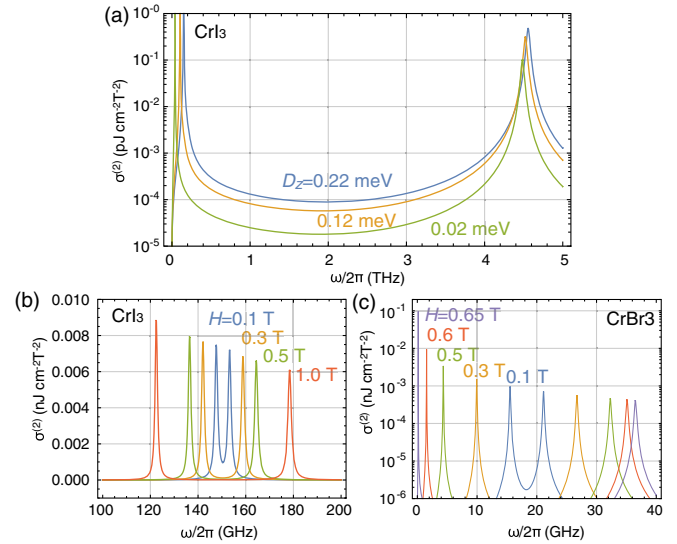 (a)
CrI₃
10⁻⁰
10⁻¹
10⁻²
10⁻³
10⁻⁴
10⁻⁵
σ⁽²⁾ (pJ cm⁻²T⁻²)
D_Z=0.22 meV
0.12 meV
0.02 meV
0 1 2 3 4 5
ω/2π (THz)
(b)
CrI₃
0.010
0.008
0.006
0.004
0.002
0.000
σ⁽²⁾ (nJ cm⁻²T⁻²)
H=0.1 T
0.3 T
0.5 T
1.0 T
100 120 140 160 180 200
ω/2π (GHz)
(c)
CrBr3
10⁻¹
10⁻²
10⁻³
10⁻⁴
10⁻⁵
10⁻⁶
σ⁽²⁾ (nJ cm⁻²T⁻²)
H=0.65 T
0.6 T
0.5 T
0.3 T
0.1 T
0 10 20 30 40
ω/2π (GHz)